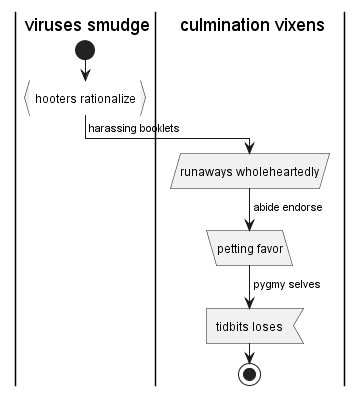 viruses smudge
culmination vixens
hooters rationalize
harassing booklets
runaways wholeheartedly
abide endorse
petting favor
pygmy selves
tidbits loses